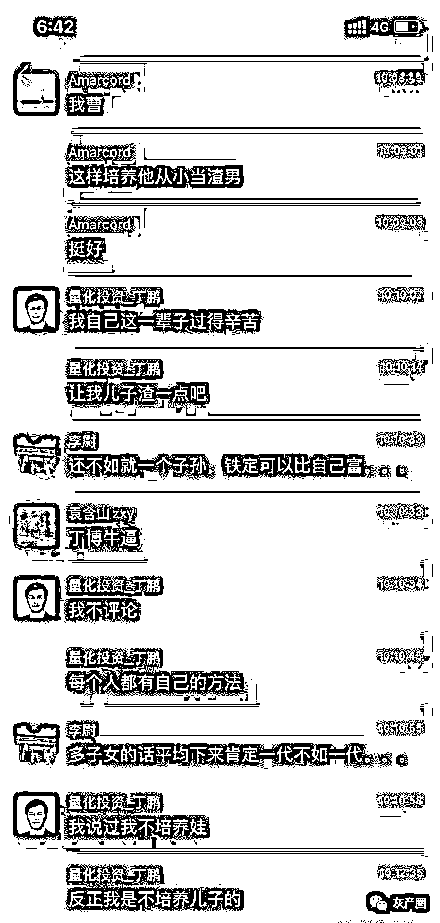 6:42
4G
Amarcord
我曹
Amarcord
这样培养他从小当渣男
Amarcord
挺好
量化投资-丁鹏
我自己这一辈子过得辛苦
量化投资-丁鹏
让我儿子渣一点吧
李尉
还不如就一个子孙，铁定可以比自己富。。。
袁含山zxy
丁博牛逼
量化投资-丁鹏
我不评论
量化投资-丁鹏
每个人都有自己的方法
李尉
多子女的话平均下来肯定一代不如一代。。。
量化投资-丁鹏
我说过我不培养娃
量化投资-丁鹏
反正我是不培养儿子的
灰产圈